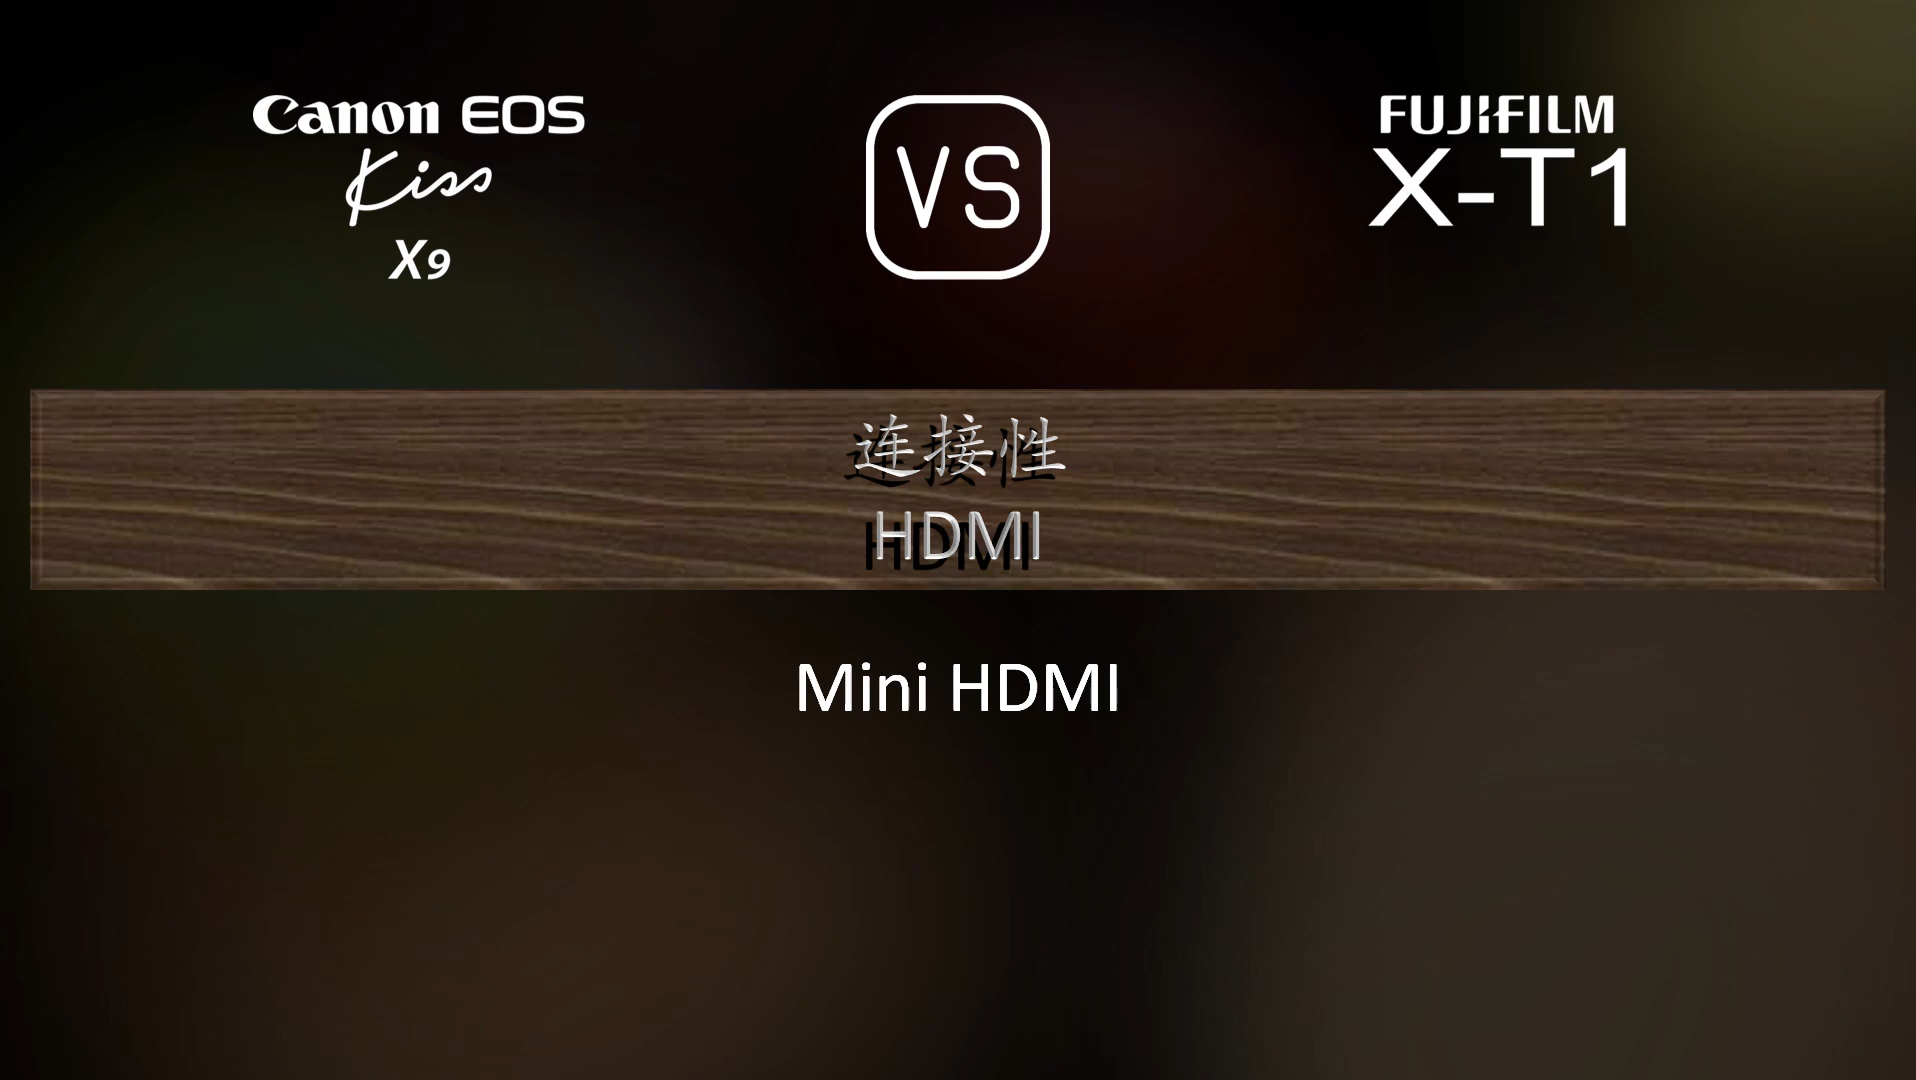 Canon EOS
Kiss
X9
VS
FUJIFILM
X-T1
连接性
HDMI
Mini HDMI